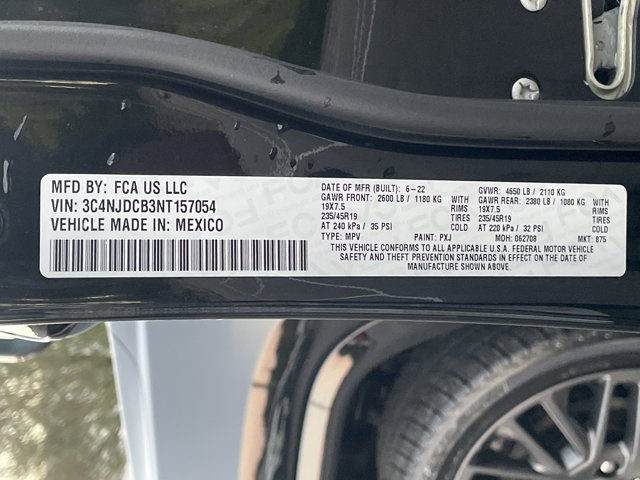 MFD BY: FCA US LLC
VIN: 3C4NJDCB3NT157054
VEHICLE MADE IN: MEXICO
DATE OF MFR (BUILT): 6-22 GVWR: 4650 LB / 2110 KG
GAWR FRONT: 2600 LB / 1180 KG WITH GAWR REAR: 2380 LB / 1080 KG WITH
19X7.5 RIMS 19X7.5 RIMS
235/45R19 TIRES 235/45R19 TIRES
AT 240 kPa / 35 PSI COLD AT 220 kPa / 32 PSI COLD
TYPE: MPV PAINT: PXJ MDH: 062708 MKT: 875
THIS VEHICLE CONFORMS TO ALL APPLICABLE U.S.A. FEDERAL MOTOR VEHICLE
SAFETY AND THEFT PREVENTION STANDARDS IN EFFECT ON THE DATE OF
MANUFACTURE SHOWN ABOVE.